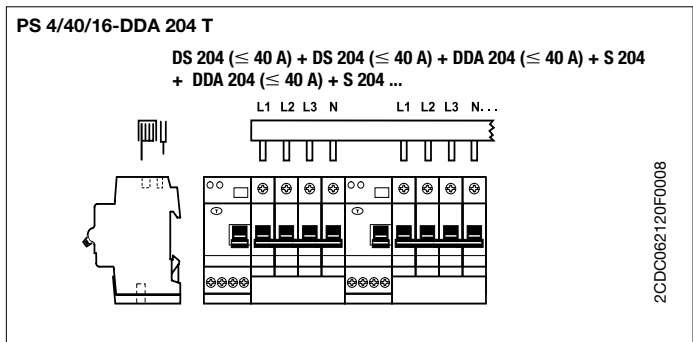 PS 4/40/16-DDA 204 T
DS 204 (≤ 40 A) + DS 204 (≤ 40 A) + DDA 204 (≤ 40 A) + S 204
+ DDA 204 (≤ 40 A) + S 204 ...
L1 L2 L3 N L1 L2 L3 N...
T T
2CDC062120F0008